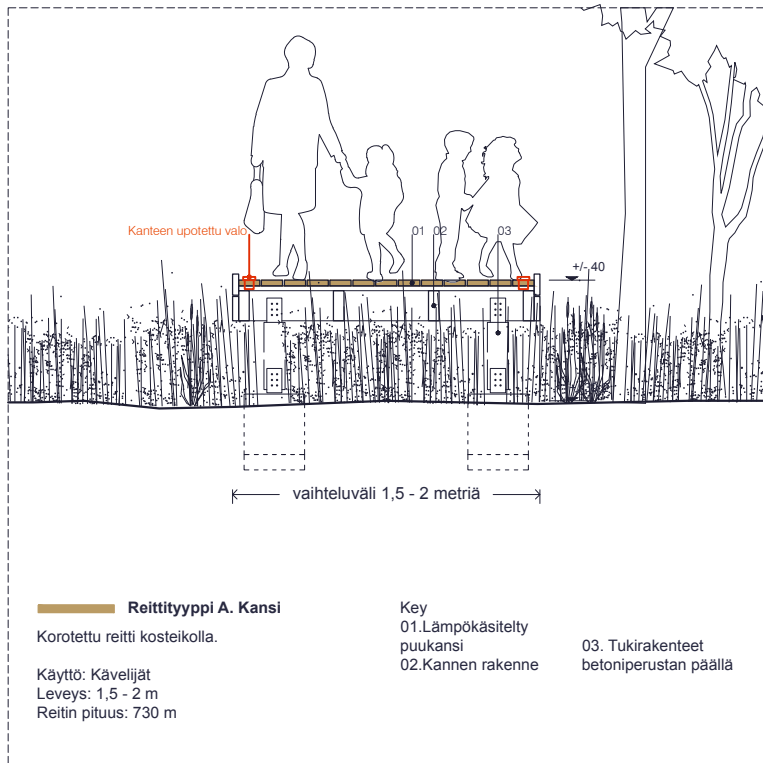 Kanteen upotettu valo
01
02
03
+/- 40
vaihteluväli 1,5 - 2 metriä
Reittityyppi A. Kansi
Korotettu reitti kosteikolla.
Käyttö: Kävelijät
Leveys: 1,5 - 2 m
Reitin pituus: 730 m
Key
01.Lämpökäsitelty
puukansi
02.Kannen rakenne
03. Tukirakenteet
betoniperustan päällä